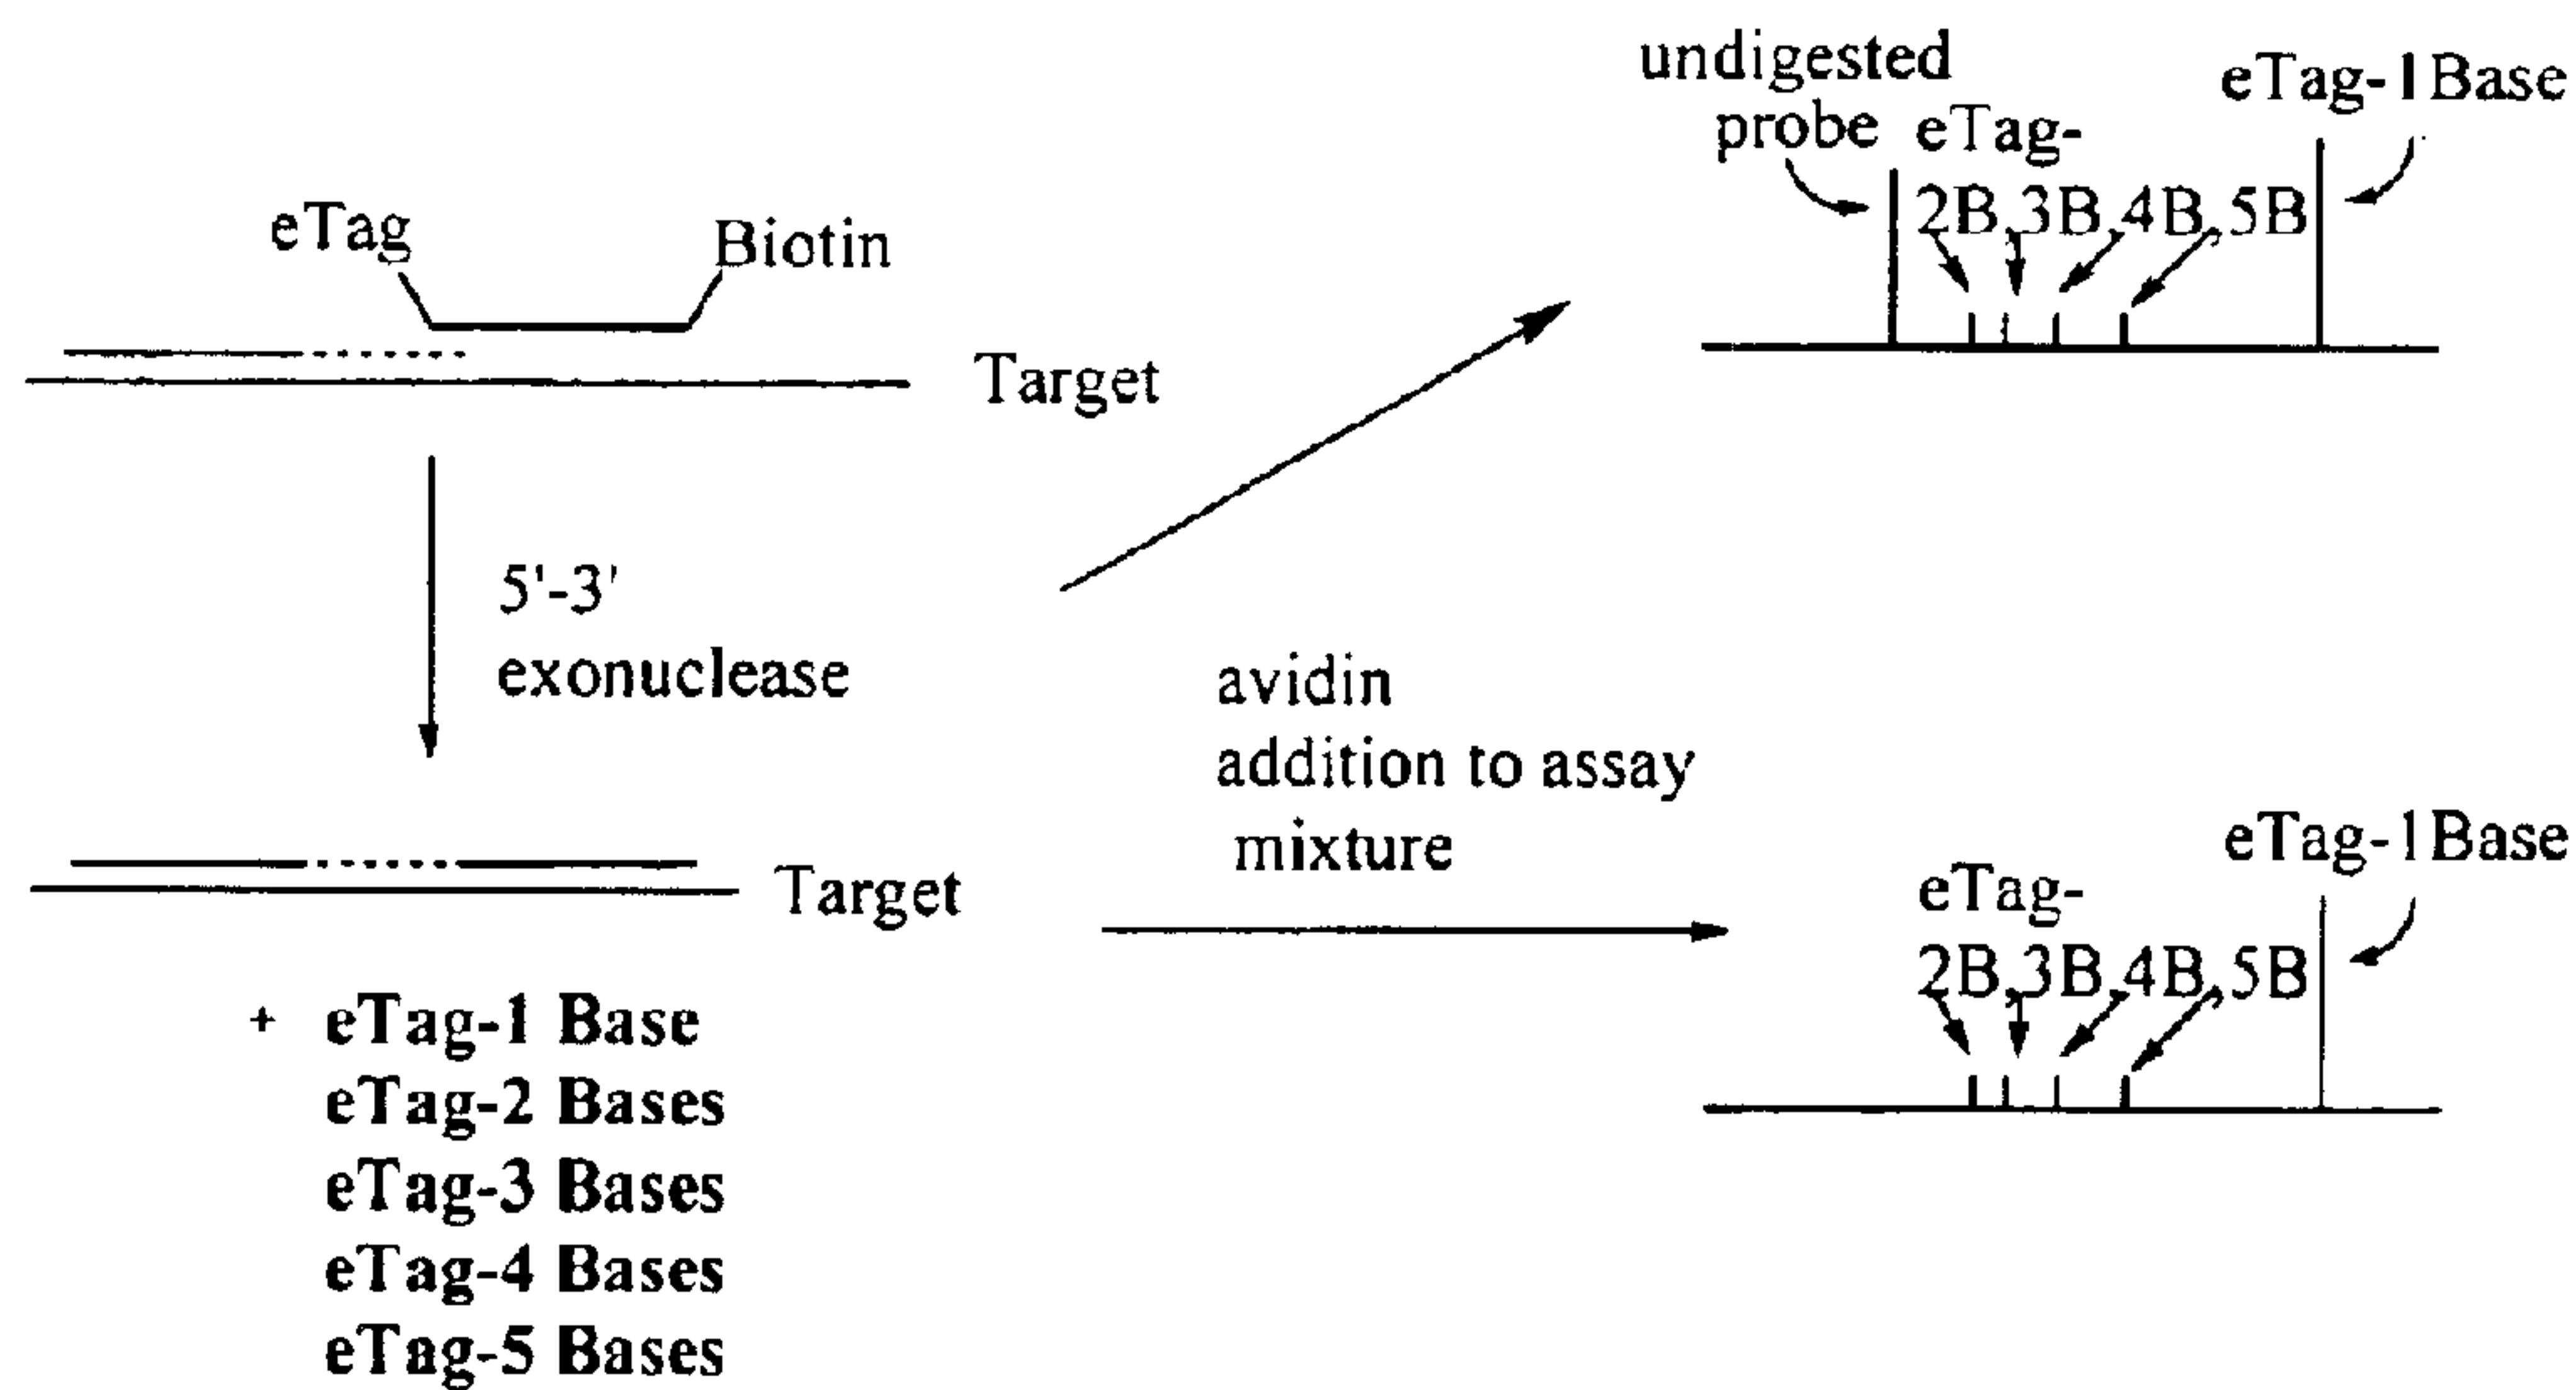 eTag
Biotin
Target
5'-3'
exonuclease
Target
+ eTag-1 Base
eTag-2 Bases
eTag-3 Bases
eTag-4 Bases
eTag-5 Bases
avidin
addition to assay
mixture
undigested
probe
eTag-
2B,3B,4B,5B
eTag-1Base
eTag-
2B,3B,4B,5B
eTag-1Base